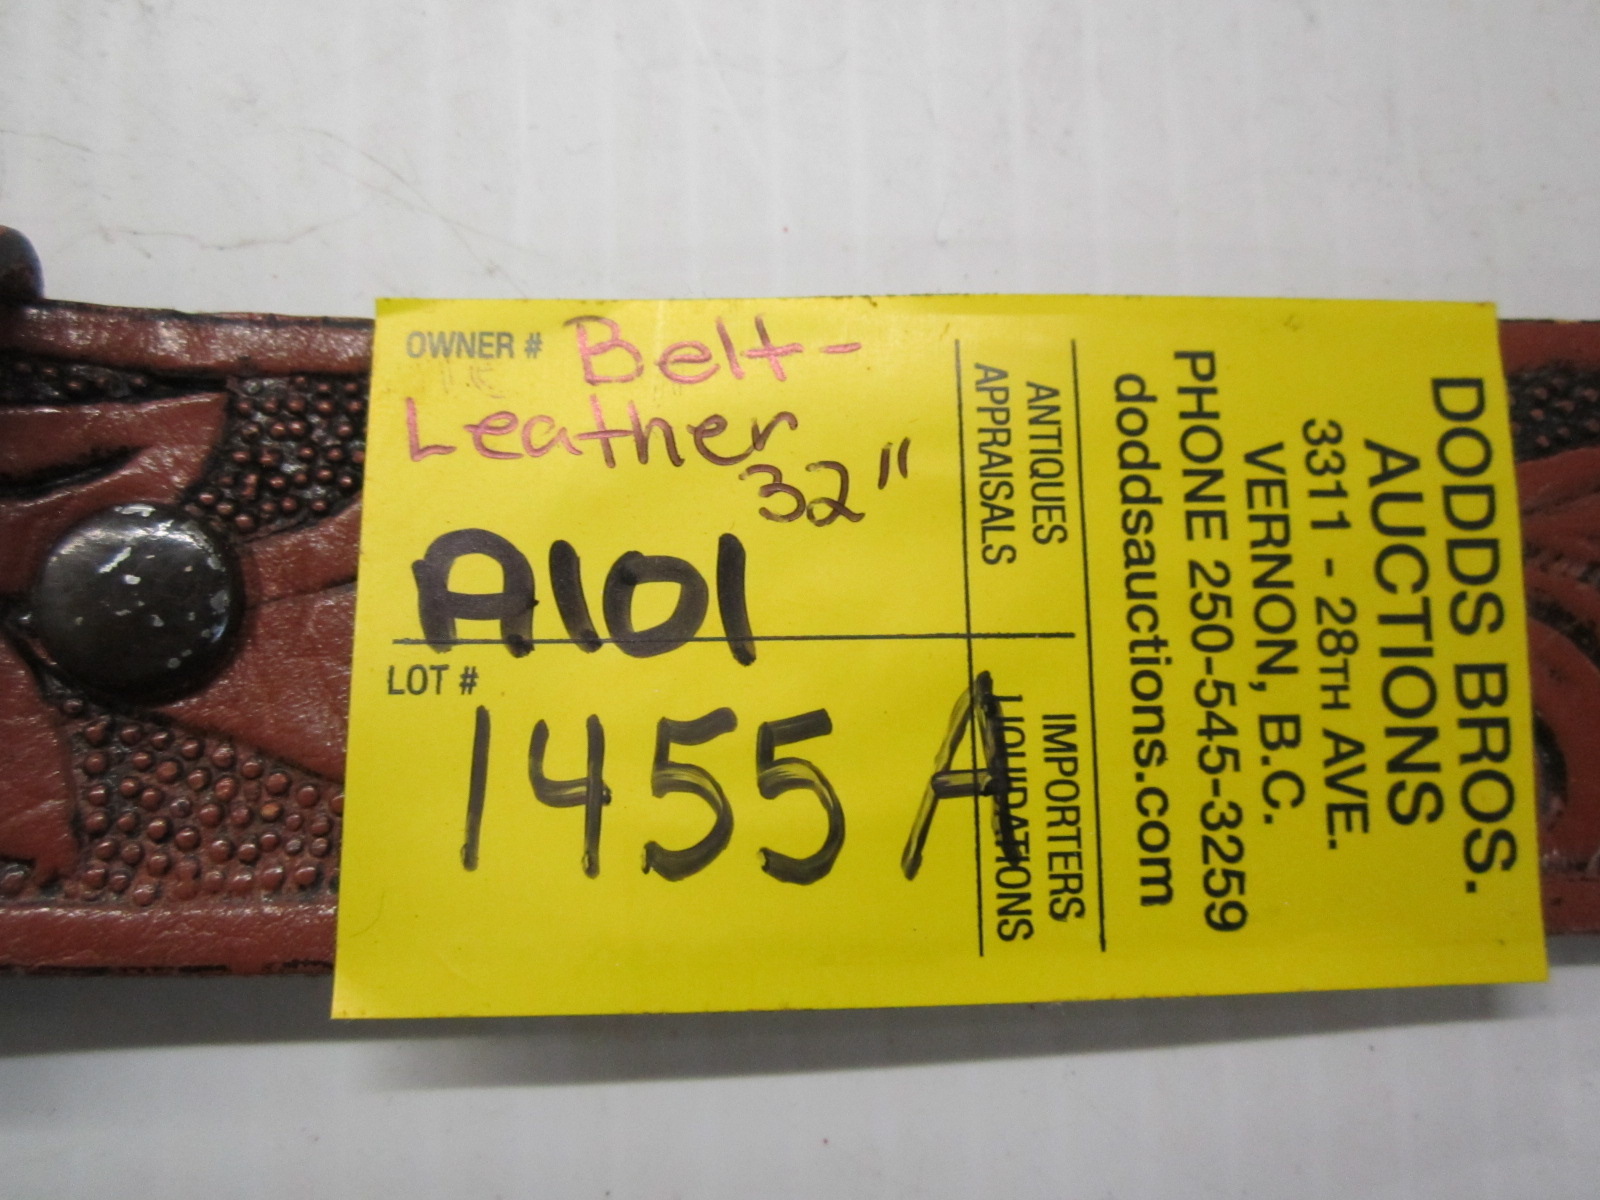 OWNER # Belt-
Leather
32"
A101
LOT #
1455 A
ANTIQUES
APPRAISALS
IMPORTERS
LIQUIDATIONS
DODDS BROS.
AUCTIONS
3311 - 28TH AVE.
VERNON, B.C.
PHONE 250-545-3259
doddsauctions.com